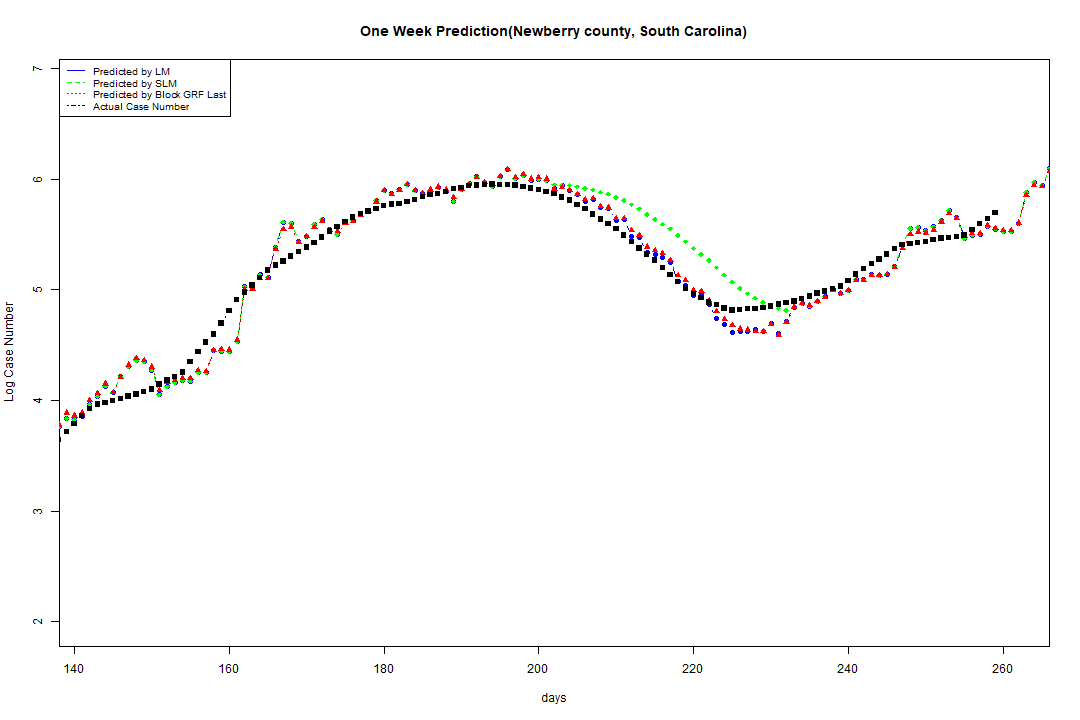 One Week Prediction(Newberry county, South Carolina)
Predicted by LM
Predicted by SLM
Predicted by Block GRF Last
Actual Case Number
7
6
5
4
3
2
Log Case Number
140 160 180 200 220 240 260
days